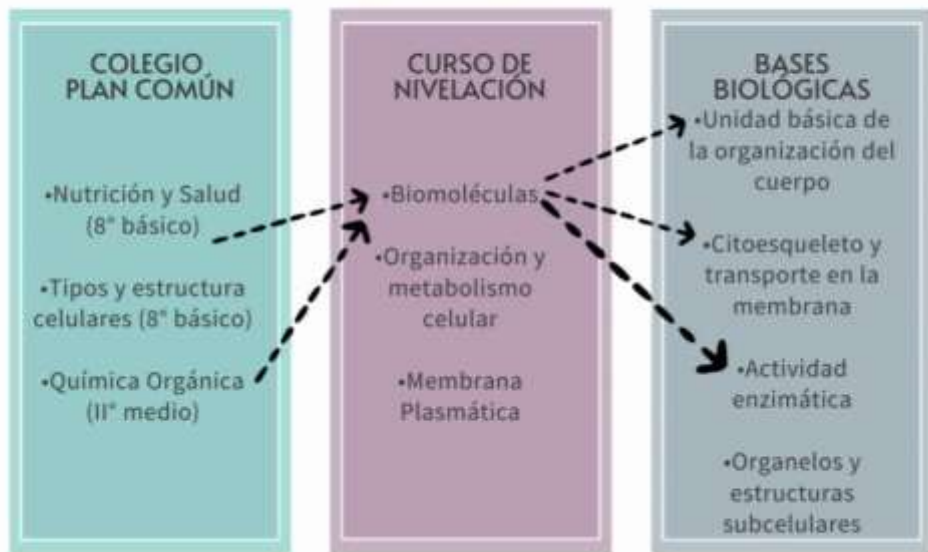 COLEGIO
PLAN COMÚN
•Nutrición y Salud
(8° básico)
•Tipos y estructura
celulares (8° básico)
•Química Orgánica
(II° medio)
CURSO DE
NIVELACIÓN
•Biomoléculas
•Organización y
metabolismo
celular
•Membrana
Plasmática
BASES
BIOLÓGICAS
•Unidad básica de
la organización del
cuerpo
•Citoesqueleto y
transporte en la
membrana
•Actividad
enzimática
•Organelos y
estructuras
subcelulares